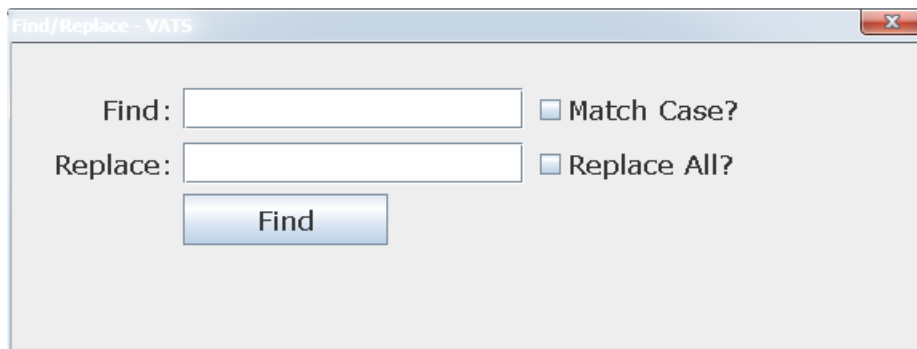 Find/Replace - VATS
Find: Match Case?
Replace: Replace All?
Find